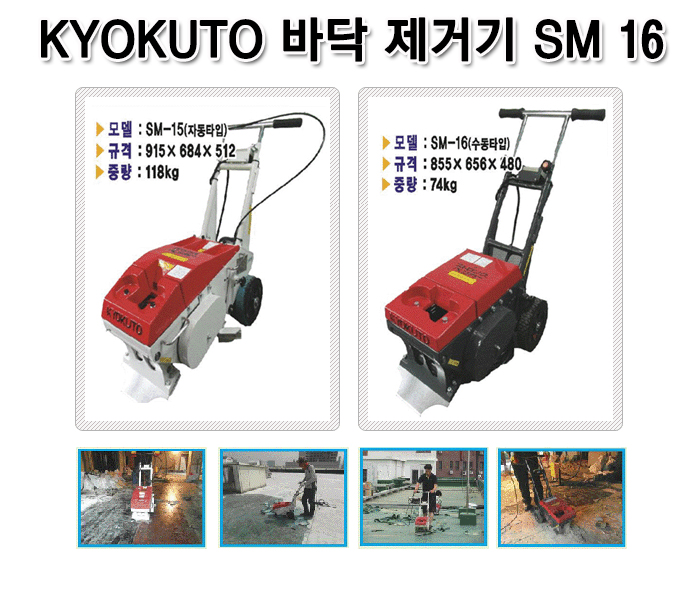 KYOKUTO 바닥 제거기 SM 16
▶ 모델 : SM-15(자동타입)
▶ 규격 : 915×684×512
▶ 중량 : 118kg
▶ 모델 : SM-16(수동타입)
▶ 규격 : 855×656×480
▶ 중량 : 74kg
KYOKUTO
KYOKUTO